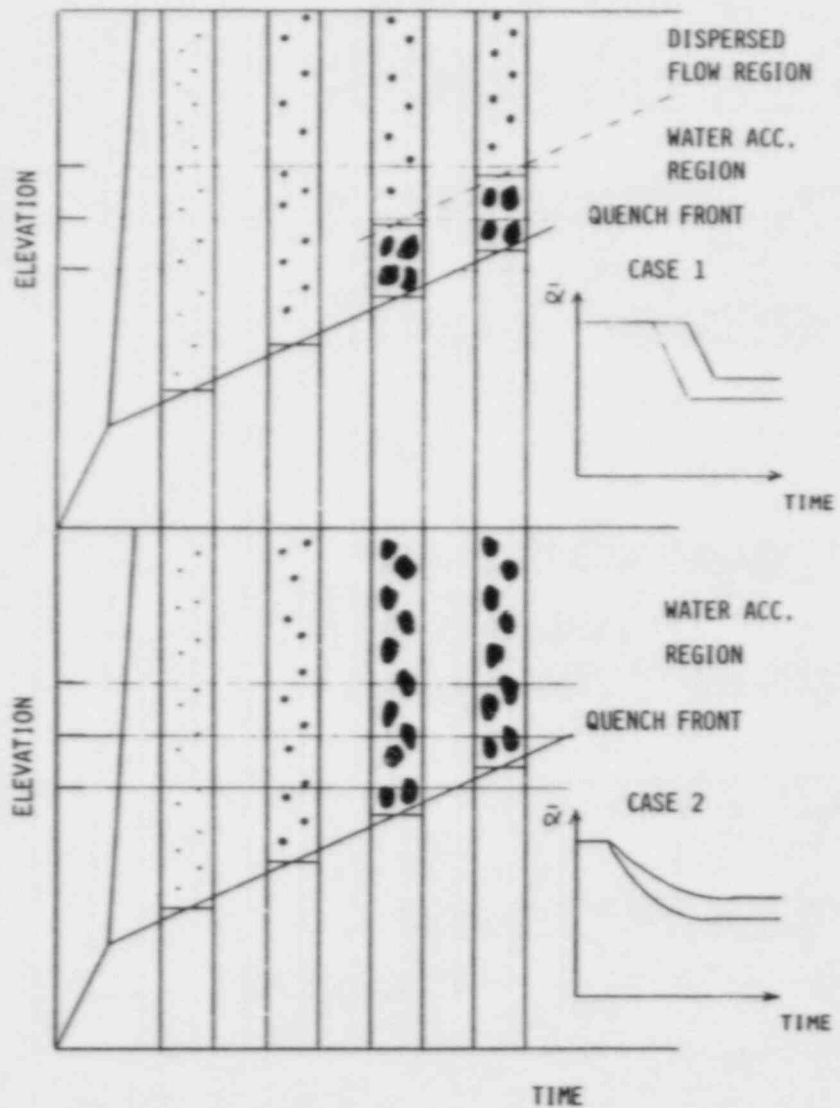 DISPERSED
FLOW REGION
WATER ACC.
REGION
QUENCH FRONT
ELEVATION
CASE 1
TIME
WATER ACC.
REGION
QUENCH FRONT
ELEVATION
CASE 2
TIME
TIME